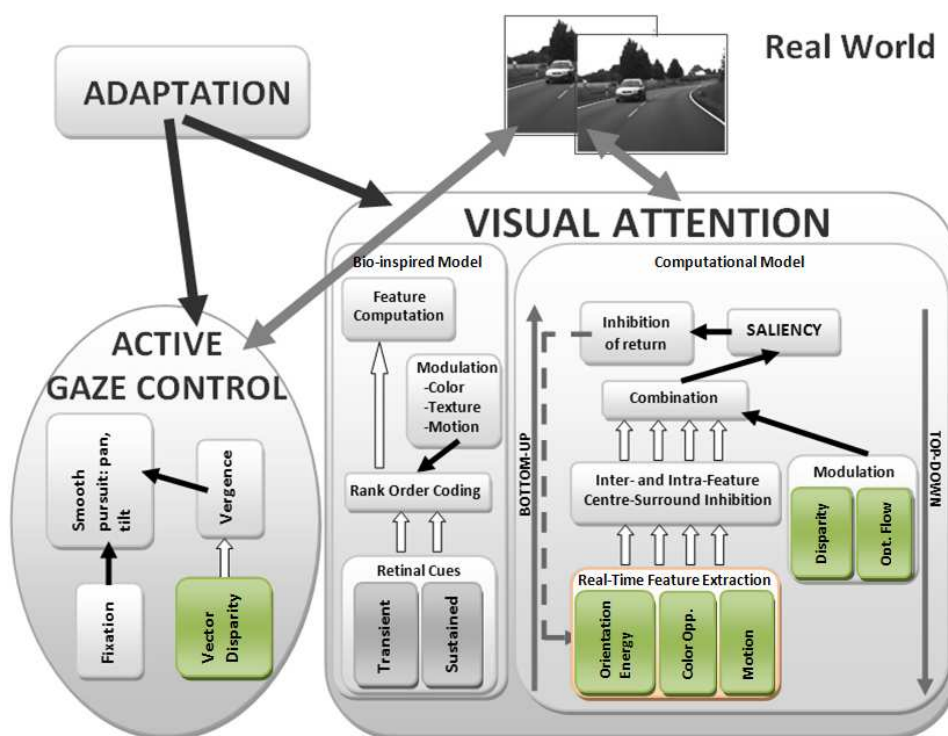 Real World
ADAPTATION
VISUAL ATTENTION
Bio-inspired Model
Feature
Computation
Modulation
-Color
-Texture
-Motion
Rank Order Coding
Retinal Cues
Transient
Sustained
Computational Model
BOTTOM-UP
TOP-DOWN
Inhibition
of return
SALIENCY
Combination
Inter- and Intra-Feature
Centre-Surround Inhibition
Modulation
Disparity
Opt. Flow
Real-Time Feature Extraction
Orientation
Energy
Color Opp.
Motion
ACTIVE
GAZE CONTROL
Smooth
pursuit: pan,
tilt
Vergence
Fixation
Vector
Disparity